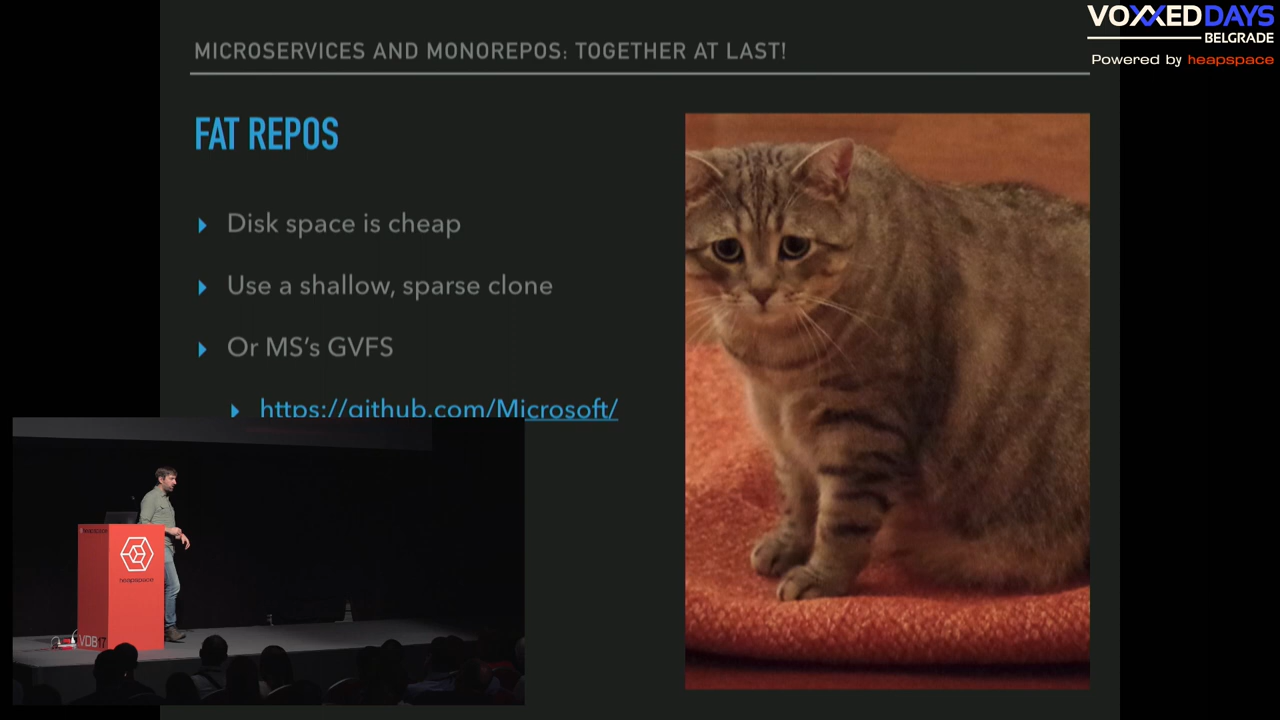 VOXXED DAYS
BELGRADE
Powered by heapspace
MICROSERVICES AND MONOREPOS: TOGETHER AT LAST!
FAT REPOS
Disk space is cheap
Use a shallow, sparse clone
Or MS’s GVFS
https://github.com/Microsoft/
heapspace
VDB17